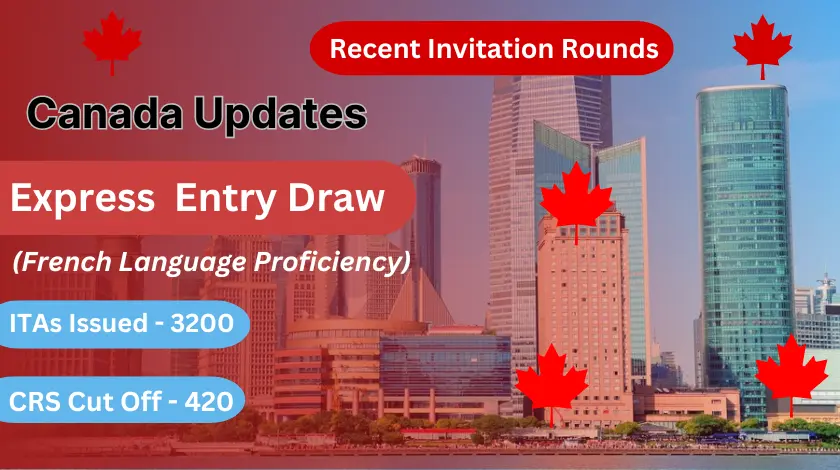 Recent Invitation Rounds
Canada Updates
Express Entry Draw
(French Language Proficiency)
ITAs Issued - 3200
CRS Cut Off - 420